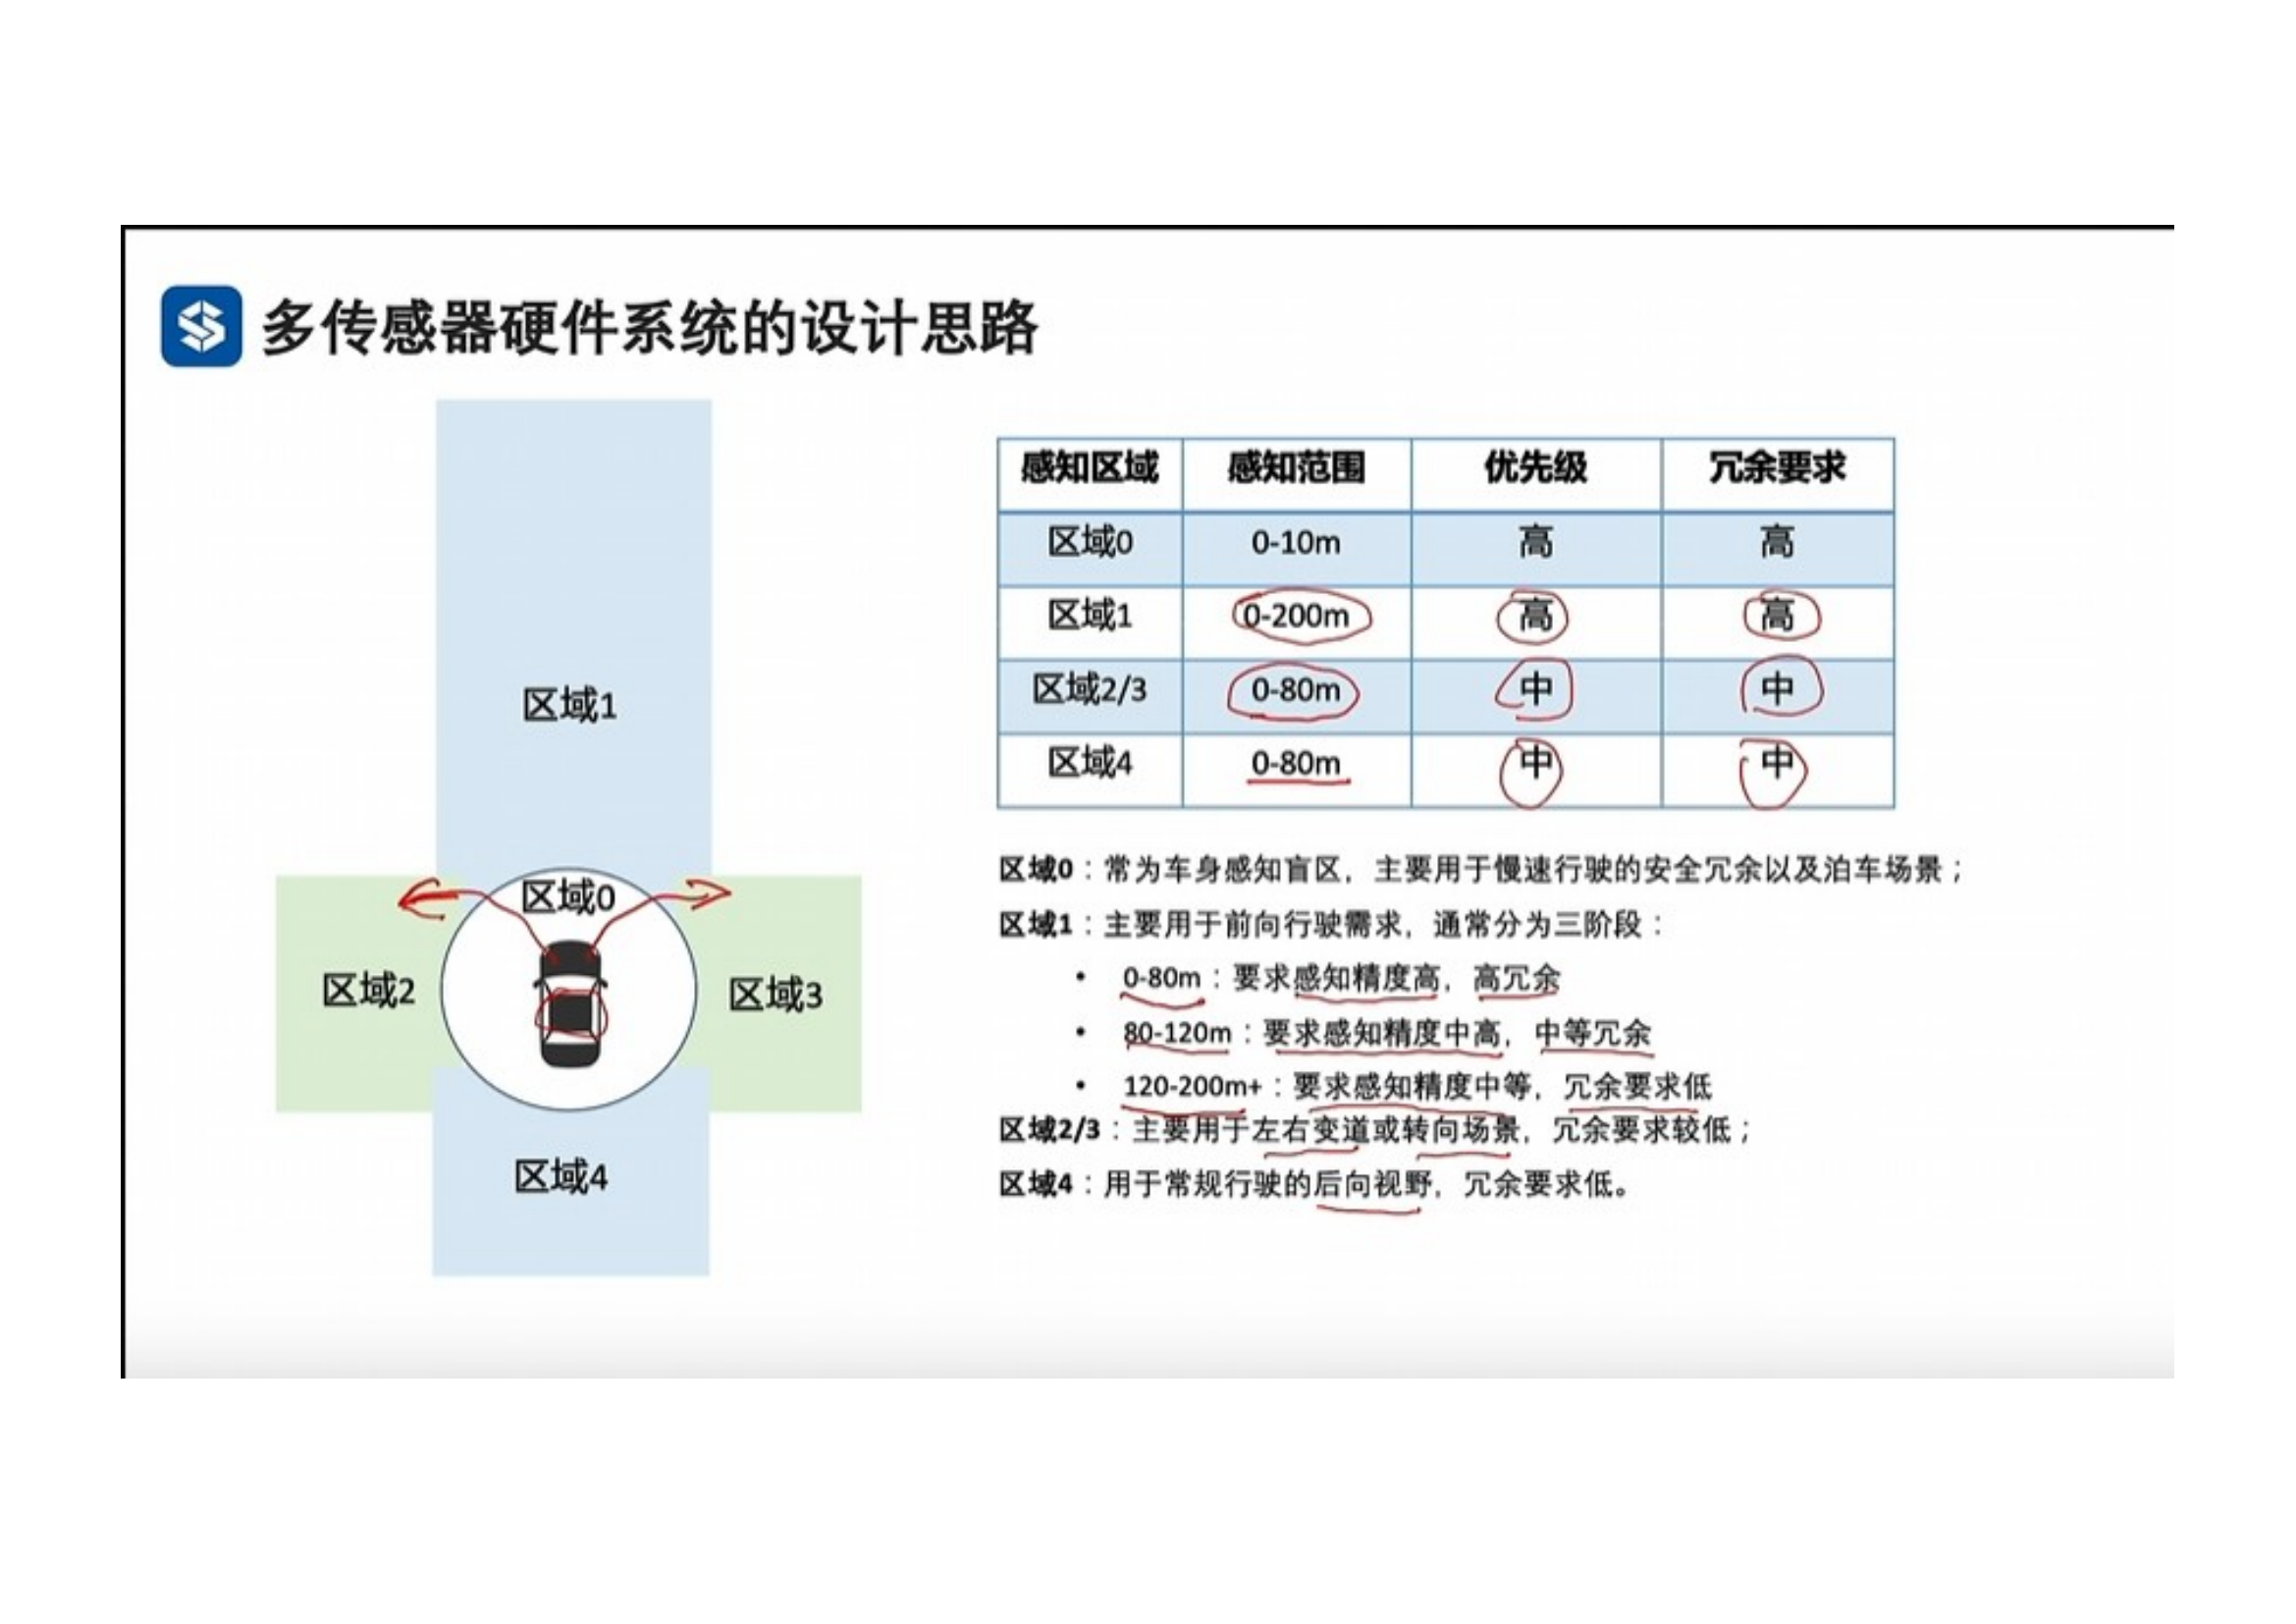 多传感器硬件系统的设计思路
区域1
区域0
区域2
区域3
区域4
感知区域 感知范围 优先级 冗余要求
区域0 0-10m 高 高
区域1 0-200m 高 高
区域2/3 0-80m 中 中
区域4 0-80m 中 中
区域0：常为车身感知盲区，主要用于慢速行驶的安全冗余以及泊车场景；
区域1：主要用于前向行驶需求，通常分为三阶段：
• 0-80m：要求感知精度高，高冗余
• 80-120m：要求感知精度中高，中等冗余
• 120-200m+：要求感知精度中等，冗余要求低
区域2/3：主要用于左右变道或转向场景，冗余要求较低；
区域4：用于常规行驶的后向视野，冗余要求低。